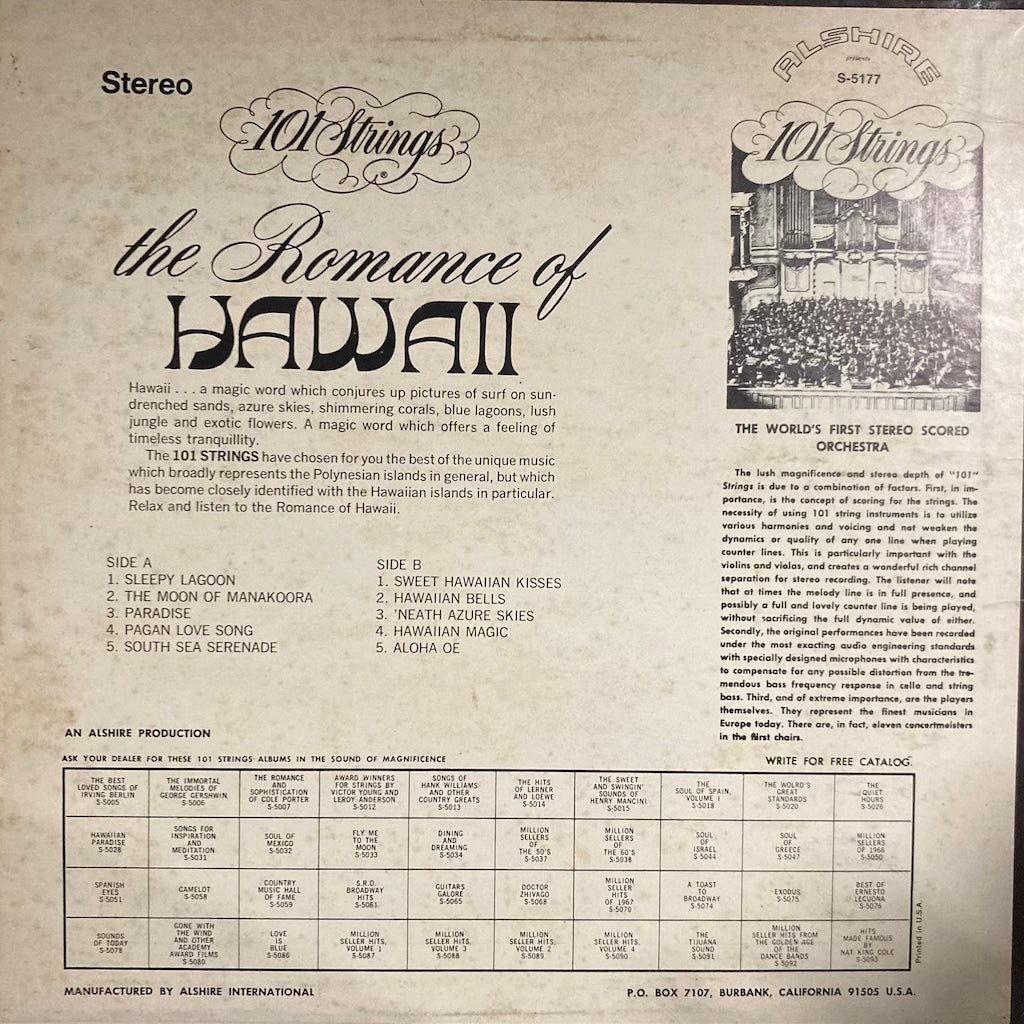 Stereo
101 Strings
®
the Romance of
HAWAII
Hawaii . . . a magic word which conjures up pictures of surf on sun-
drenched sands, azure skies, shimmering corals, blue lagoons, lush
jungle and exotic flowers. A magic word which offers a feeling of
timeless tranquillity.
The 101 STRINGS have chosen for you the best of the unique music
which broadly represents the Polynesian islands in general, but which
has become closely identified with the Hawaiian islands in particular.
Relax and listen to the Romance of Hawaii.
SIDE A
1. SLEEPY LAGOON
2. THE MOON OF MANAKOORA
3. PARADISE
4. PAGAN LOVE SONG
5. SOUTH SEA SERENADE
SIDE B
1. SWEET HAWAIIAN KISSES
2. HAWAIIAN BELLS
3. 'NEATH AZURE SKIES
4. HAWAIIAN MAGIC
5. ALOHA OE
ALSHIRE
presents
S-5177
101 Strings
THE WORLD'S FIRST STEREO SCORED
ORCHESTRA
The lush magnificence and stereo depth of "101"
Strings is due to a combination of factors. First, in im-
portance, is the concept of scoring for the strings. The
necessity of using 101 string instruments is to utilize
various harmonies and voicing and not weaken the
dynamics or quality of any one line when playing
counter lines. This is particularly important with the
violins and violas, and creates a wonderful rich channel
separation for stereo recording. The listener will note
that at times the melody line is in full presence, and
possibly a full and lovely counter line is being played,
without sacrificing the full dynamic value of either.
Secondly, the original performances have been recorded
under the most exacting audio engineering standards
with specially designed microphones with characteristics
to compensate for any possible distortion from the tre-
mendous bass frequency response in cello and string
bass. Third, and of extreme importance, are the players
themselves. They represent the finest musicians in
Europe today. There are, in fact, eleven concertmeisters
in the first chairs.
AN ALSHIRE PRODUCTION
ASK YOUR DEALER FOR THESE 101 STRINGS ALBUMS IN THE SOUND OF MAGNIFICENCE
WRITE FOR FREE CATALOG.
THE BEST
LOVED SONGS OF
IRVING BERLIN
S-5005
THE IMMORTAL
MELODIES OF
GEORGE GERSHWIN
S-5006
THE ROMANCE
AND
SOPHISTICATION
OF COLE PORTER
S-5007
AWARD WINNERS
FOR STRINGS BY
VICTOR YOUNG AND
LEROY ANDERSON
S-5012
SONGS OF
HANK WILLIAMS
AND OTHER
COUNTRY GREATS
S-5013
THE HITS
OF LERNER
AND LOEWE
S-5014
THE SWEET
AND SWINGIN'
SOUNDS OF
HENRY MANCINI
S-5015
THE
SOUL OF SPAIN,
VOLUME I
S-5018
THE WOLRD'S
GREAT
STANDARDS
S-5020
THE
QUIET
HOURS
S-5026
HAWAIIAN
PARADISE
S-5028
SONGS FOR
INSPIRATION
AND
MEDITATION
S-5031
SOUL OF
MEXICO
S-5032
FLY ME
TO THE
MOON
S-5033
DINING
AND
DREAMING
S-5034
MILLION
SELLERS
OF
THE 50'S
S-5037
MILLION
SELLERS
OF
THE 60'S
S-5038
SOUL
OF
ISRAEL
S-5044
SOUL
OF
GREECE
S-5047
MILLION
SELLERS
OF 1966
S-5050
SPANISH
EYES
S-5051
CAMELOT
S-5058
COUNTRY
MUSIC HALL
OF FAME
S-5059
S.R.O.
BROADWAY
HITS
S-5061
GUITARS
GALORE
S-5065
DOCTOR
ZHIVAGO
S-5068
MILLION
SELLER
HITS
OF 1967
S-5070
A TOAST
TO
BROADWAY
S-5074
EXODUS
S-5075
BEST OF
ERNESTO
LECUONA
S-5076
SOUNDS
OF TODAY
S-5078
GONE WITH
THE WIND
AND OTHER
ACADEMY
AWARD FILMS
S-5080
LOVE
IS
BLUE
S-5086
MILLION
SELLER HITS,
VOLUME 1
S-5087
MILLION
SELLER HITS,
VOLUME 3
S-5088
MILLION
SELLER HITS,
VOLUME 2
S-5089
MILLION
SELLER HITS,
VOLUME 4
S-5090
THE
TIJUANA
SOUND
S-5091
MILLION
SELLER HITS FROM
THE GOLDEN AGE
OF THE
DANCE BANDS
S-5092
HITS
MADE FAMOUS
BY
NAT KING COLE
S-5093
Printed in U.S.A.
MANUFACTURED BY ALSHIRE INTERNATIONAL
P.O. BOX 7107, BURBANK, CALIFORNIA 91505 U.S.A.